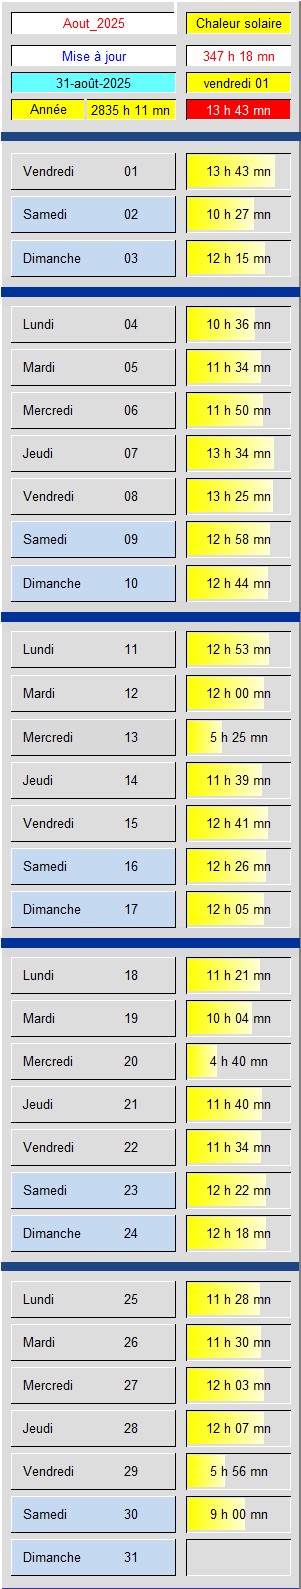 Aout_2025 Chaleur solaire
Mise à jour 347 h 18 mn
31-août-2025 vendredi 01
Année 2835 h 11 mn 13 h 43 mn
Vendredi 01 13 h 43 mn
Samedi 02 10 h 27 mn
Dimanche 03 12 h 15 mn
Lundi 04 10 h 36 mn
Mardi 05 11 h 34 mn
Mercredi 06 11 h 50 mn
Jeudi 07 13 h 34 mn
Vendredi 08 13 h 25 mn
Samedi 09 12 h 58 mn
Dimanche 10 12 h 44 mn
Lundi 11 12 h 53 mn
Mardi 12 12 h 00 mn
Mercredi 13 5 h 25 mn
Jeudi 14 11 h 39 mn
Vendredi 15 12 h 41 mn
Samedi 16 12 h 26 mn
Dimanche 17 12 h 05 mn
Lundi 18 11 h 21 mn
Mardi 19 10 h 04 mn
Mercredi 20 4 h 40 mn
Jeudi 21 11 h 40 mn
Vendredi 22 11 h 34 mn
Samedi 23 12 h 22 mn
Dimanche 24 12 h 18 mn
Lundi 25 11 h 28 mn
Mardi 26 11 h 30 mn
Mercredi 27 12 h 03 mn
Jeudi 28 12 h 07 mn
Vendredi 29 5 h 56 mn
Samedi 30 9 h 00 mn
Dimanche 31